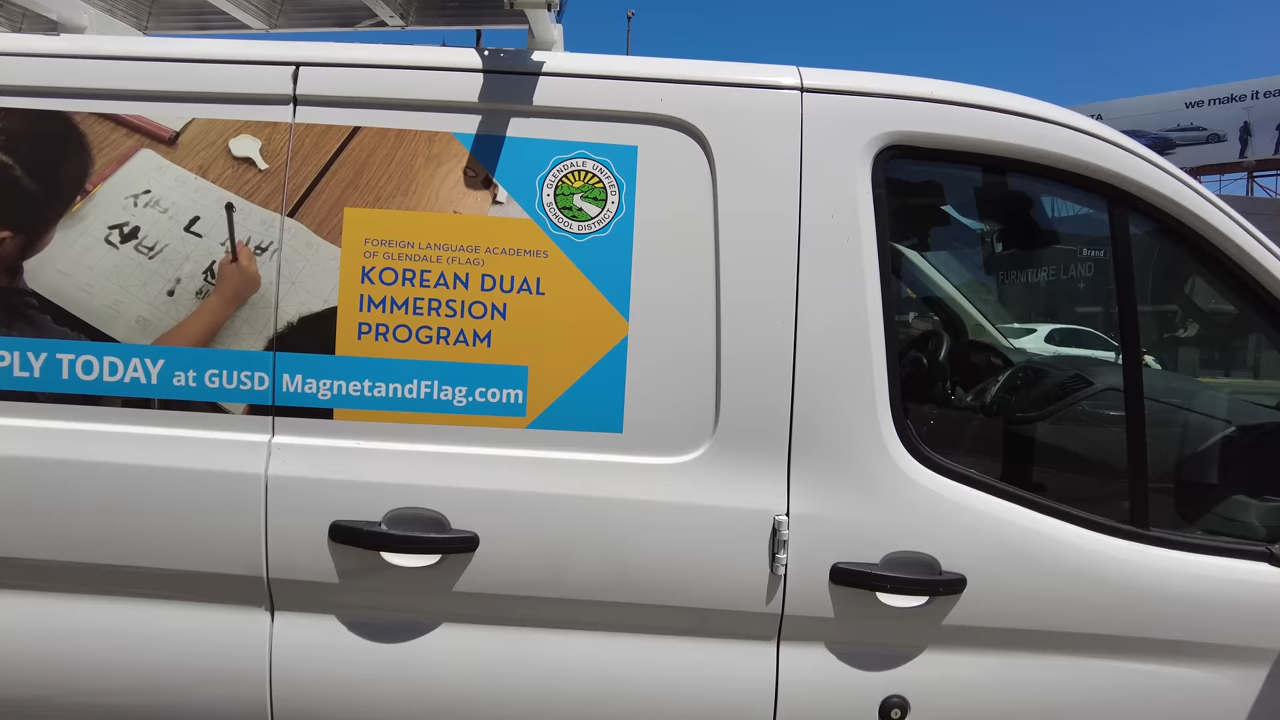 we make it ea
TA
GLENDALE UNIFIED
SCHOOL DISTRICT
FOREIGN LANGUAGE ACADEMIES
OF GLENDALE (FLAG)
KOREAN DUAL
IMMERSION
PROGRAM
PLY TODAY at GUSD MagnetandFlag.com
Brand
FURNITURE LAND